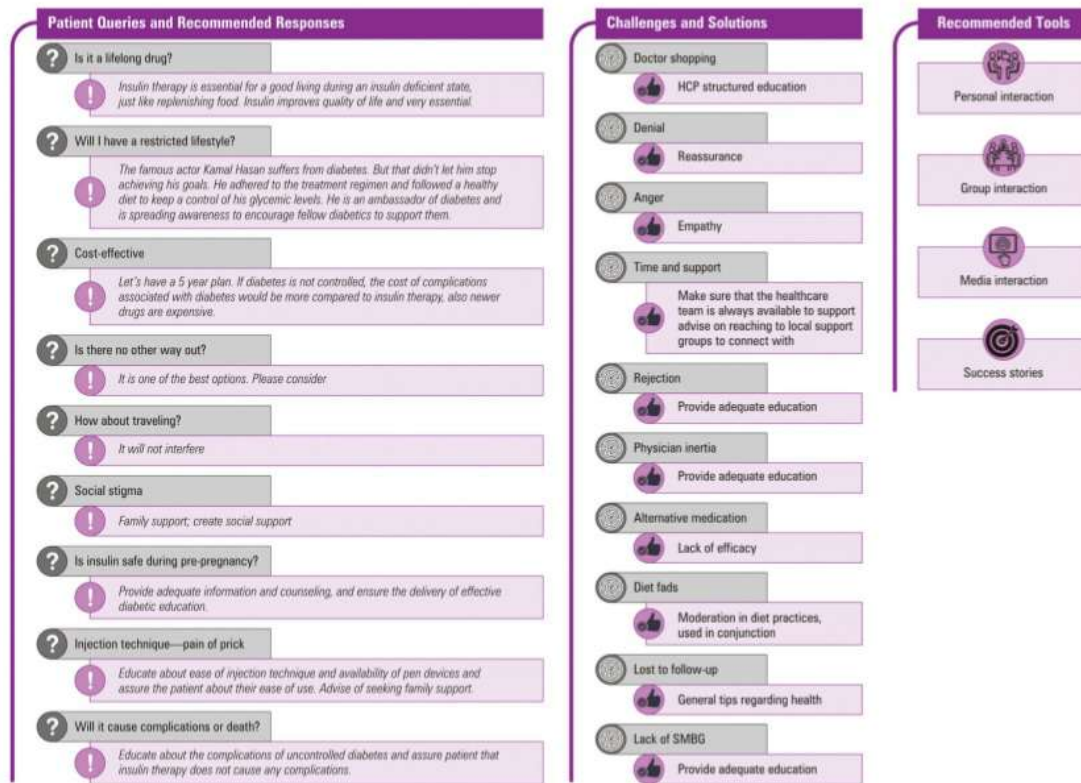 Patient Queries and Recommended Responses
Is it a lifelong drug?
Insulin therapy is essential for a good living during an insulin deficient state,
just like replenishing food. Insulin improves quality of life and very essential.
Will I have a restricted lifestyle?
The famous actor Kamal Hasan suffers from diabetes. But that didn't let him stop
achieving his goals. He adhered to the treatment regimen and followed a healthy
diet to keep a control of his glycemic levels. He is an ambassador of diabetes and
is spreading awareness to encourage fellow diabetics to support them.
Cost-effective
Let's have a 5 year plan. If diabetes is not controlled, the cost of complications
associated with diabetes would be more compared to insulin therapy, also newer
drugs are expensive.
Is there no other way out?
It is one of the best options. Please consider
How about traveling?
It will not interfere
Social stigma
Family support; create social support
Is insulin safe during pre-pregnancy?
Provide adequate information and counseling, and ensure the delivery of effective
diabetic education.
Injection technique—pain of prick
Educate about ease of injection technique and availability of pen devices and
assure the patient about their ease of use. Advise of seeking family support.
Will it cause complications or death?
Educate about the complications of uncontrolled diabetes and assure patient that
insulin therapy does not cause any complications.
Challenges and Solutions
Doctor shopping
HCP structured education
Denial
Reassurance
Anger
Empathy
Time and support
Make sure that the healthcare
team is always available to support
advise on reaching to local support
groups to connect with
Rejection
Provide adequate education
Physician inertia
Provide adequate education
Alternative medication
Lack of efficacy
Diet fads
Moderation in diet practices,
used in conjunction
Lost to follow-up
General tips regarding health
Lack of SMBG
Provide adequate education
Recommended Tools
Personal interaction
Group interaction
Media interaction
Success stories